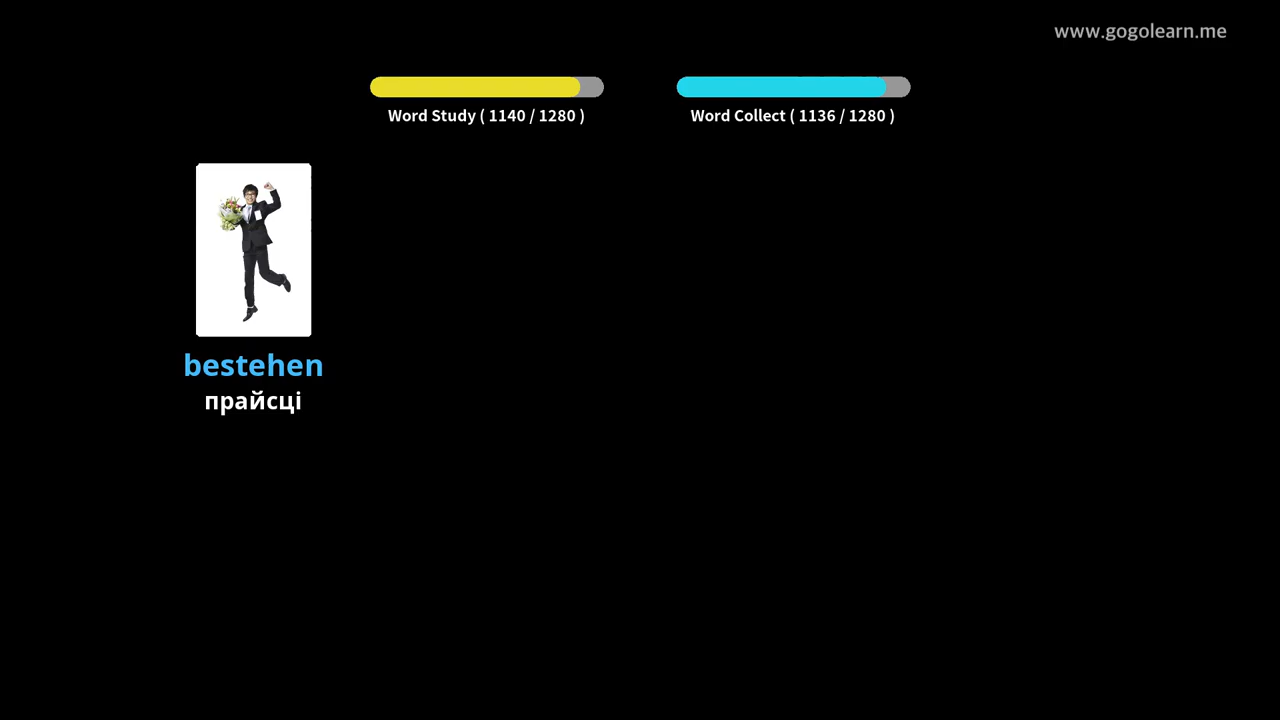 www.gogolearn.me
Word Study ( 1140 / 1280 )
Word Collect ( 1136 / 1280 )
bestehen
прайсці